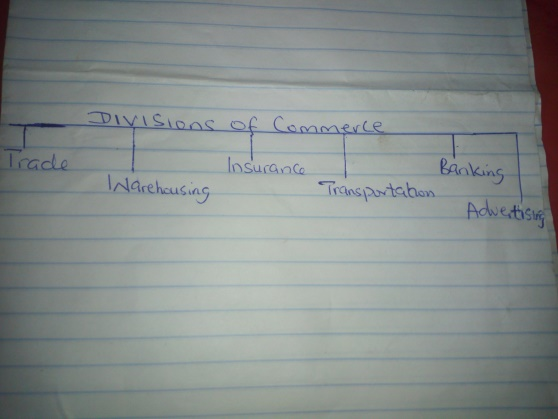 DIVISIONS OF COMMERCE
Trade
Warehousing
Insurance
Transportation
Banking
Advertising